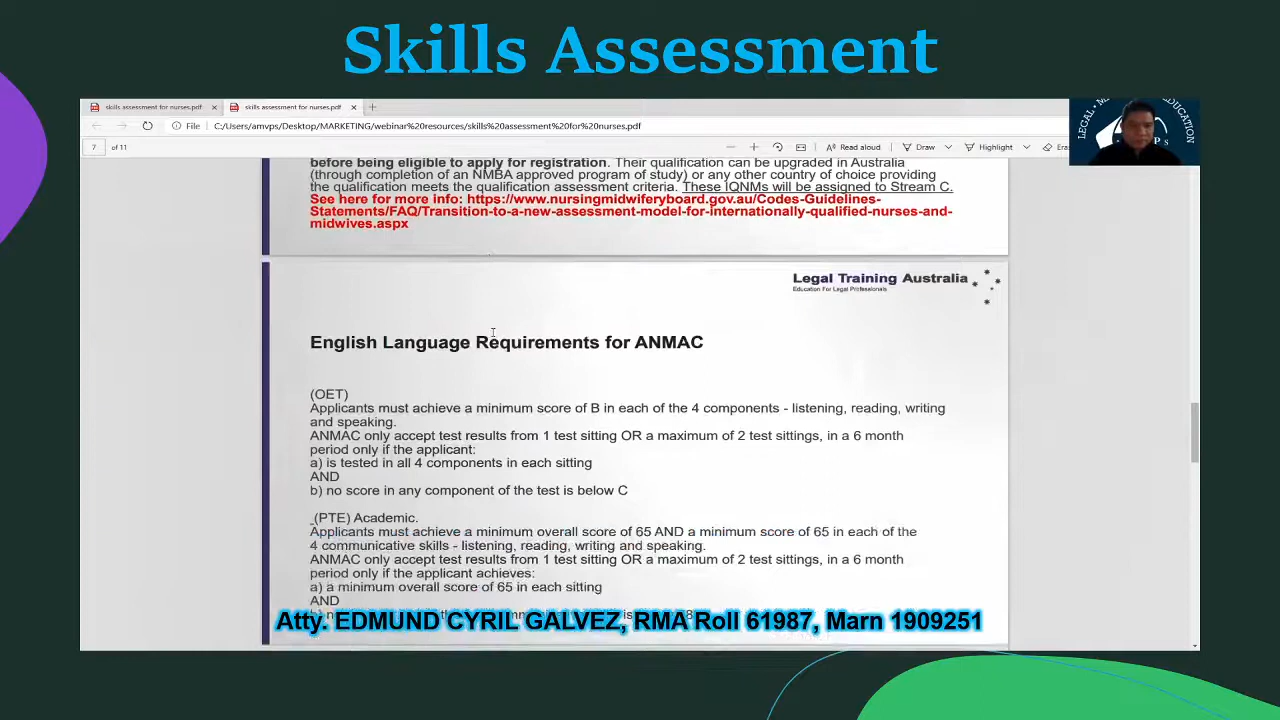 Skills Assessment
skills assessment for nurses.pdf
skills assessment for nurses.pdf
File C:/Users/amvps/Desktop/MARKETING/webinar%20resources/skills%20assessment%20for%20nurses.pdf
7 of 11
Read aloud
Draw
Highlight
LEGAL
EDUCATION
before being eligible to apply for registration. Their qualification can be upgraded in Australia
(through completion of an NMBA approved program of study) or any other country of choice providing
the qualification meets the qualification assessment criteria. These IQNMs will be assigned to Stream C.
See here for more info: https://www.nursingmidwiferyboard.gov.au/Codes-Guidelines-
Statements/FAQ/Transition-to-a-new-assessment-model-for-internationally-qualified-nurses-and-
midwives.aspx
Legal Training Australia
Education For Legal Professionals
English Language Requirements for ANMAC
(OET)
Applicants must achieve a minimum score of B in each of the 4 components - listening, reading, writing
and speaking.
ANMAC only accept test results from 1 test sitting OR a maximum of 2 test sittings, in a 6 month
period only if the applicant:
a) is tested in all 4 components in each sitting
AND
b) no score in any component of the test is below C
(PTE) Academic.
Applicants must achieve a minimum overall score of 65 AND a minimum score of 65 in each of the
4 communicative skills - listening, reading, writing and speaking.
ANMAC only accept test results from 1 test sitting OR a maximum of 2 test sittings, in a 6 month
period only if the applicant achieves:
a) a minimum overall score of 65 in each sitting
AND
Atty. EDMUND CYRIL GALVEZ, RMA Roll 61987, Marn 1909251